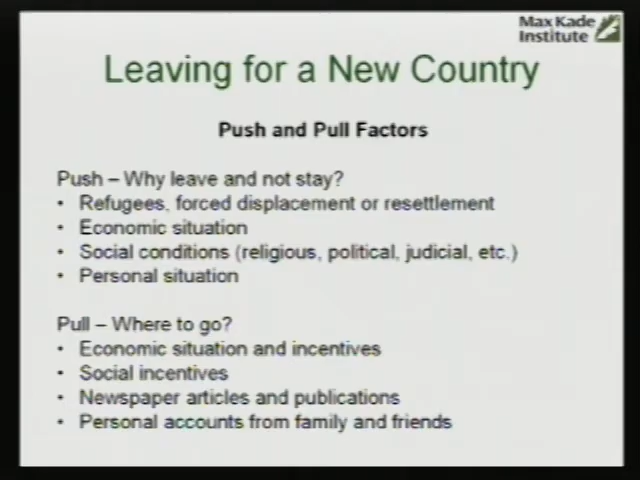 Max Kade
Institute
Leaving for a New Country
Push and Pull Factors
Push – Why leave and not stay?
• Refugees, forced displacement or resettlement
• Economic situation
• Social conditions (religious, political, judicial, etc.)
• Personal situation
Pull – Where to go?
• Economic situation and incentives
• Social incentives
• Newspaper articles and publications
• Personal accounts from family and friends